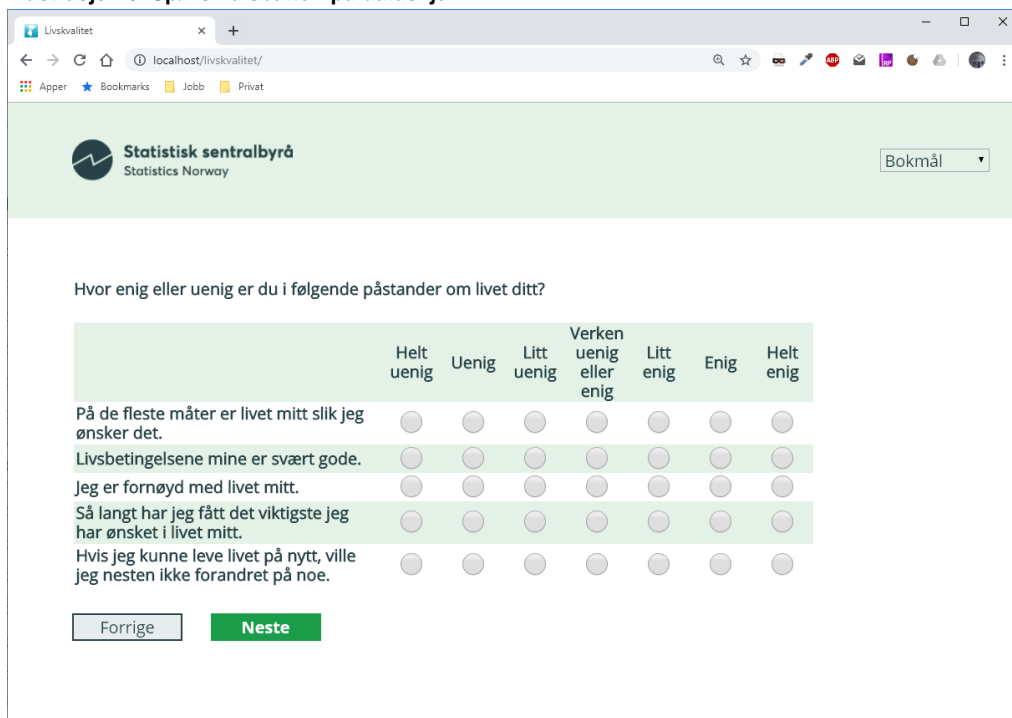 Livskvalitet
localhost/livskvalitet/
ABP
RP
Apper Bookmarks Jobb Privat
Statistisk sentralbyrå
Statistics Norway
Bokmål
Hvor enig eller uenig er du i følgende påstander om livet ditt?
Helt uenig Uenig Litt uenig Verken uenig eller enig Litt enig Enig Helt enig
På de fleste måter er livet mitt slik jeg
ønsker det.
Livsbetingelsene mine er svært gode.
Jeg er fornøyd med livet mitt.
Så langt har jeg fått det viktigste jeg
har ønsket i livet mitt.
Hvis jeg kunne leve livet på nytt, ville
jeg nesten ikke forandret på noe.
Forrige Neste